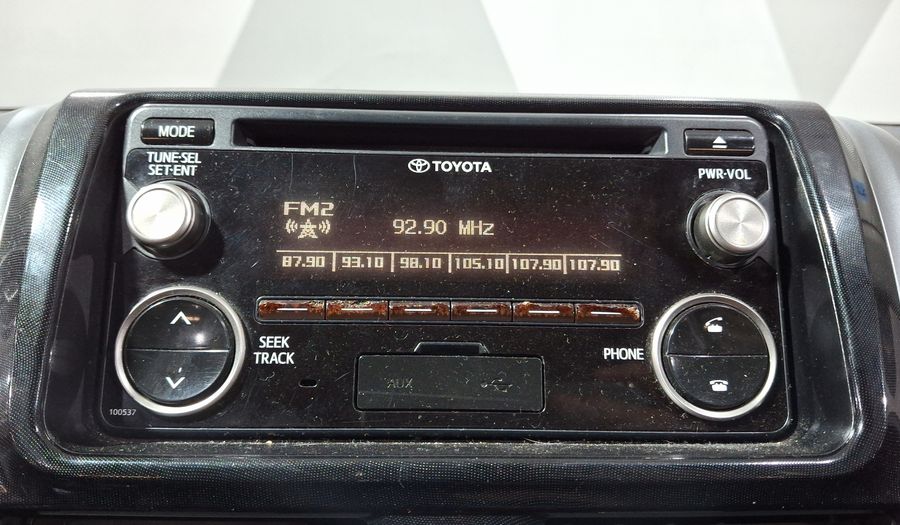 MODE
TUNE·SEL
SET·ENT
TOYOTA
PWR·VOL
FM2
92.90 MHz
87.90 93.10 98.10 105.10 107.90 107.90
SEEK
TRACK
PHONE
AUX
100537